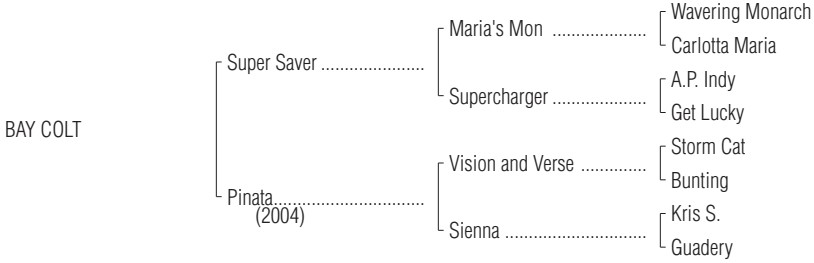 Wavering Monarch
Maria's Mon ....................
Carlotta Maria
Super Saver ......................
A.P. Indy
Supercharger ....................
Get Lucky
BAY COLT
Storm Cat
Vision and Verse ..............
Bunting
Pinata................................
(2004)
Kris S.
Sienna ..............................
Guadery